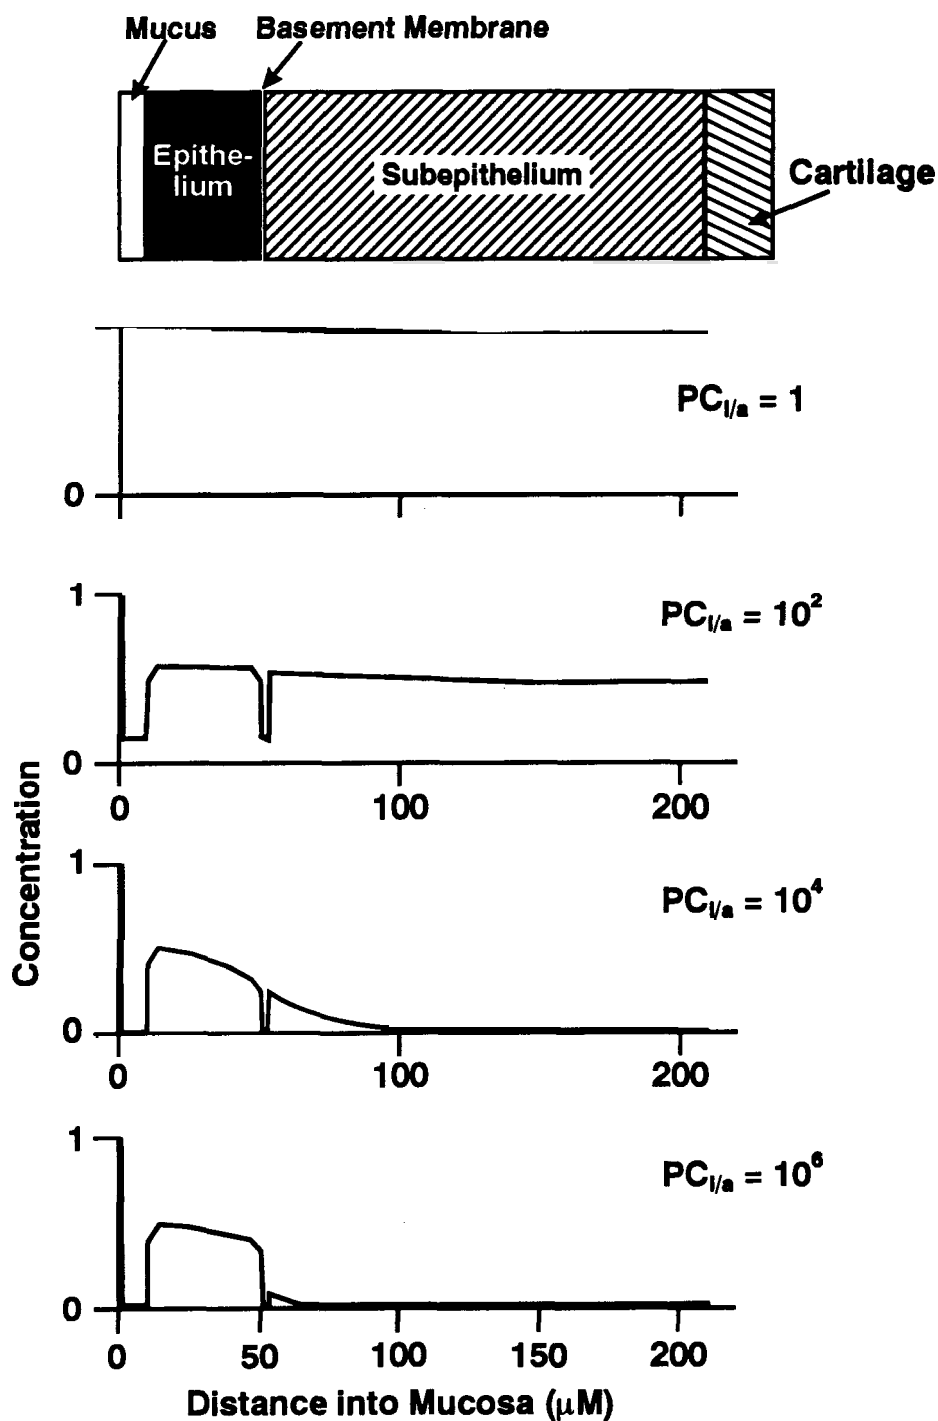 Mucus Basement Membrane
Epithe-
lium
Subepithelium
Cartilage
PCl/a = 1
0
1
PCl/a = 10²
0
0 100 200
1
PCl/a = 10⁴
0
0 100 200
1
PCl/a = 10⁶
0
0 50 100 150 200
Concentration
Distance into Mucosa (μM)